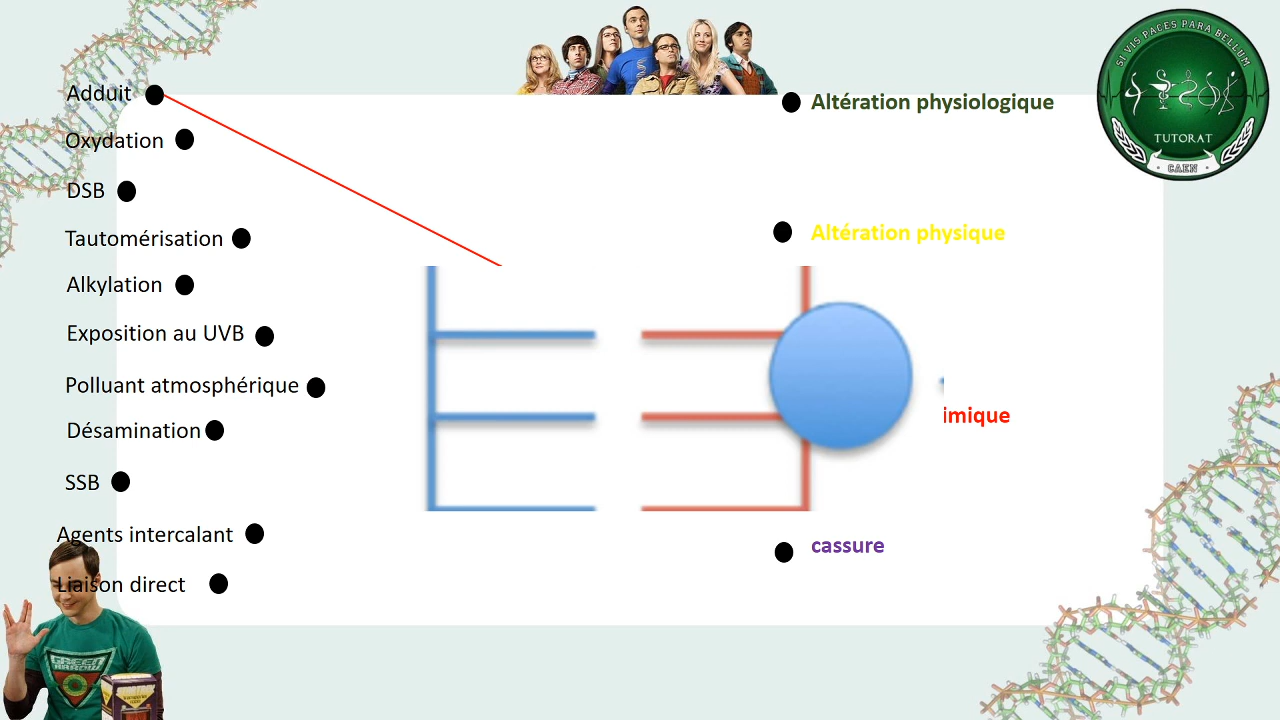 SI VIS PACES PARA BELLUM
Adduit
Altération physiologique
Oxydation
TUTORAT
CAEN
DSB
Tautomérisation
Altération physique
Alkylation
Exposition au UVB
Polluant atmosphérique
imique
Désamination
SSB
Agents intercalant
cassure
Liaison direct
GREEN